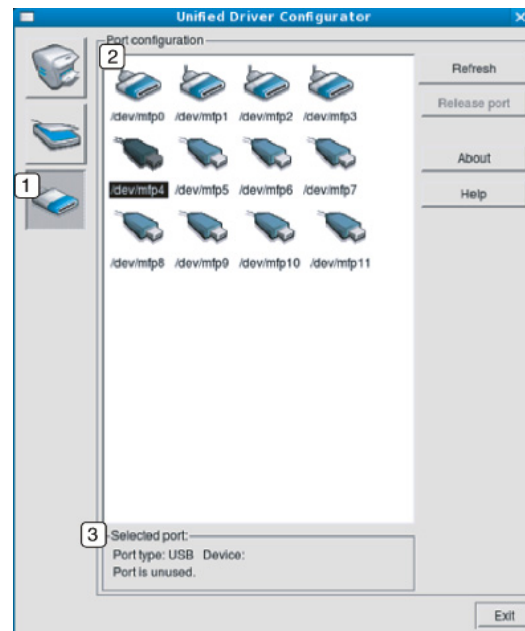 Unified Driver Configurator
Port configuration
1
2
/dev/mfp0 /dev/mfp1 /dev/mfp2 /dev/mfp3
/dev/mfp4 /dev/mfp5 /dev/mfp6 /dev/mfp7
/dev/mfp8 /dev/mfp9 /dev/mfp10 /dev/mfp11
Refresh
Release port
About
Help
3
Selected port:
Port type: USB Device:
Port is unused.
Exit